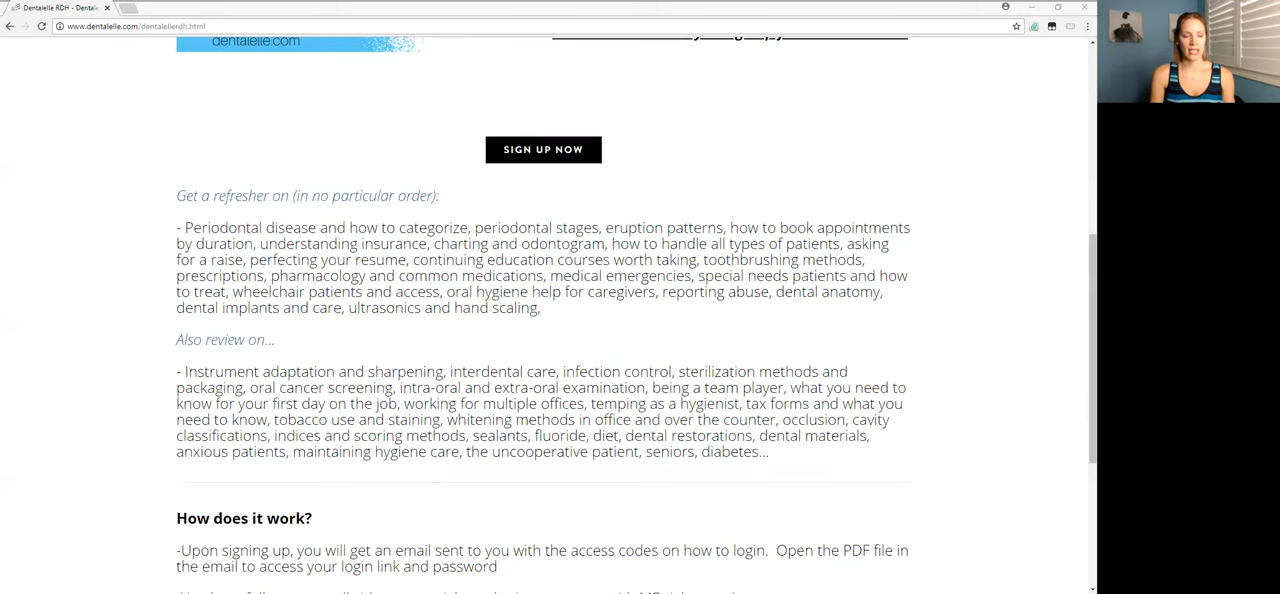 Dentalelle RDH - Dental
www.dentalelle.com/dentalellerdh.html
dentalelle.com
SIGN UP NOW
Get a refresher on (in no particular order):
- Periodontal disease and how to categorize, periodontal stages, eruption patterns, how to book appointments
by duration, understanding insurance, charting and odontogram, how to handle all types of patients, asking
for a raise, perfecting your resume, continuing education courses worth taking, toothbrushing methods,
prescriptions, pharmacology and common medications, medical emergencies, special needs patients and how
to treat, wheelchair patients and access, oral hygiene help for caregivers, reporting abuse, dental anatomy,
dental implants and care, ultrasonics and hand scaling,
Also review on...
- Instrument adaptation and sharpening, interdental care, infection control, sterilization methods and
packaging, oral cancer screening, intra-oral and extra-oral examination, being a team player, what you need to
know for your first day on the job, working for multiple offices, temping as a hygienist, tax forms and what you
need to know, tobacco use and staining, whitening methods in office and over the counter, occlusion, cavity
classifications, indices and scoring methods, sealants, fluoride, diet, dental restorations, dental materials,
anxious patients, maintaining hygiene care, the uncooperative patient, seniors, diabetes...
How does it work?
-Upon signing up, you will get an email sent to you with the access codes on how to login. Open the PDF file in
the email to access your login link and password